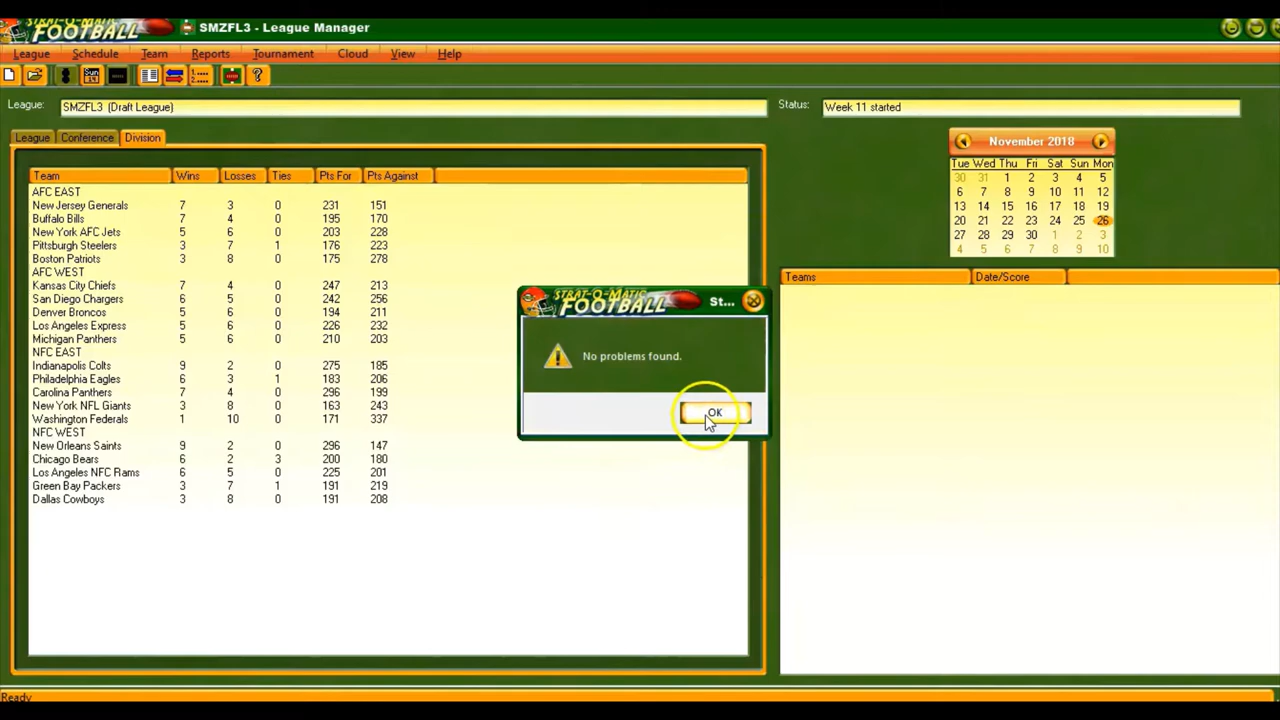 STRAT-O-MATIC
FOOTBALL SMZFL3 - League Manager
League Schedule Team Reports Tournament Cloud View Help
League: SMZFL3 (Draft League) Status: Week 11 started
League Conference Division
November 2018
Tue Wed Thu Fri Sat Sun Mon
30 31 1 2 3 4 5
6 7 8 9 10 11 12
13 14 15 16 17 18 19
20 21 22 23 24 25 26
27 28 29 30 1 2 3
4 5 6 7 8 9 10
Team Wins Losses Ties Pts For Pts Against
AFC EAST
New Jersey Generals 7 3 0 231 151
Buffalo Bills 7 4 0 195 170
New York AFC Jets 5 6 0 203 228
Pittsburgh Steelers 3 7 1 176 223
Boston Patriots 3 8 0 175 278
AFC WEST
Kansas City Chiefs 7 4 0 247 213
San Diego Chargers 6 5 0 242 256
Denver Broncos 5 6 0 194 211
Los Angeles Express 5 6 0 226 232
Michigan Panthers 5 6 0 210 203
NFC EAST
Indianapolis Colts 9 2 0 275 185
Philadelphia Eagles 6 3 1 183 206
Carolina Panthers 7 4 0 296 199
New York NFL Giants 3 8 0 163 243
Washington Federals 1 10 0 171 337
NFC WEST
New Orleans Saints 9 2 0 296 147
Chicago Bears 6 2 3 200 180
Los Angeles NFC Rams 6 5 0 225 201
Green Bay Packers 3 7 1 191 219
Dallas Cowboys 3 8 0 191 208
Teams Date/Score
STRAT-O-MATIC
FOOTBALL St...
No problems found.
OK
Ready